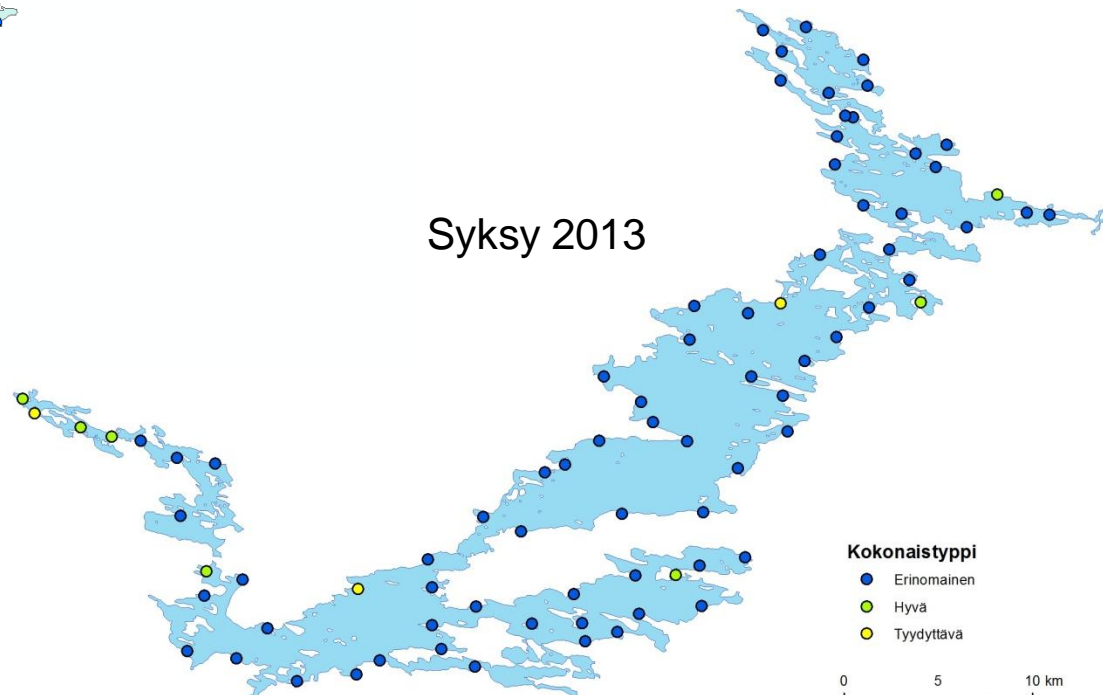 Syksy 2013
Kokonaistyppi
Erinomainen
Hyvä
Tyydyttävä
0 5 10 km